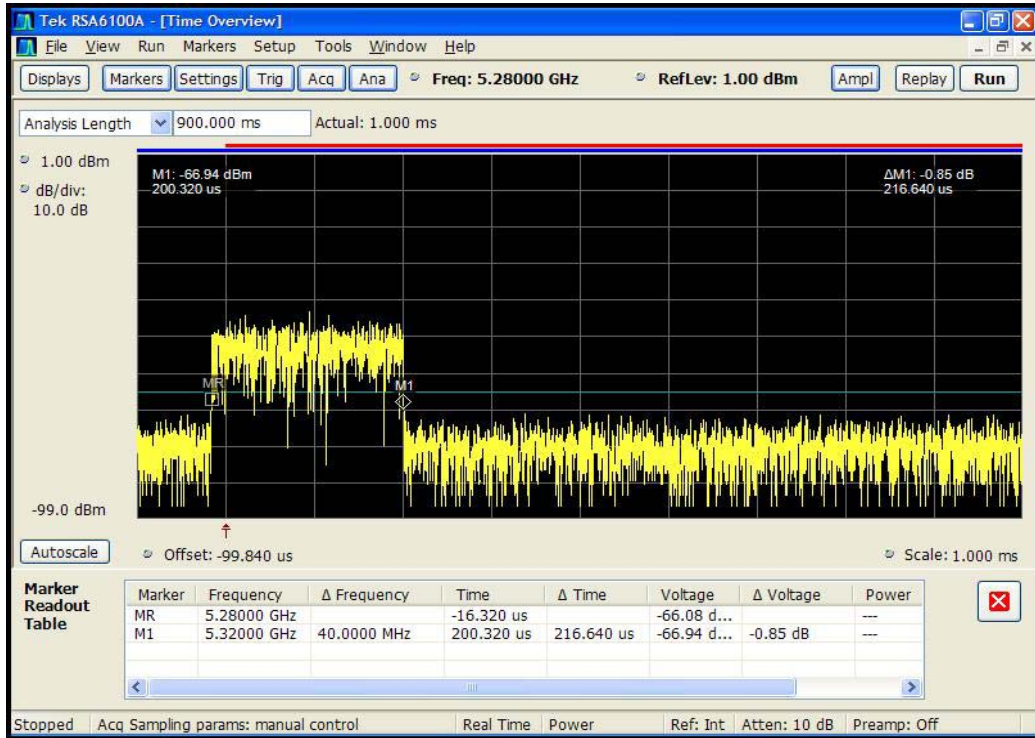 Tek RSA6100A - [Time Overview]
File View Run Markers Setup Tools Window Help
Displays Markers Settings Trig Acq Ana Freq: 5.28000 GHz RefLev: 1.00 dBm Ampl Replay Run
Analysis Length 900.000 ms Actual: 1.000 ms
1.00 dBm
dB/div:
10.0 dB
M1: -66.94 dBm
200.320 us
ΔM1: -0.85 dB
216.640 us
MR
M1
-99.0 dBm
Autoscale Offset: -99.840 us Scale: 1.000 ms
Marker Readout Table
Marker Frequency Δ Frequency Time Δ Time Voltage Δ Voltage Power
MR 5.28000 GHz -16.320 us -66.08 d... ---
M1 5.32000 GHz 40.0000 MHz 200.320 us 216.640 us -66.94 d... -0.85 dB ---
Stopped Acq Sampling params: manual control Real Time Power Ref: Int Atten: 10 dB Preamp: Off